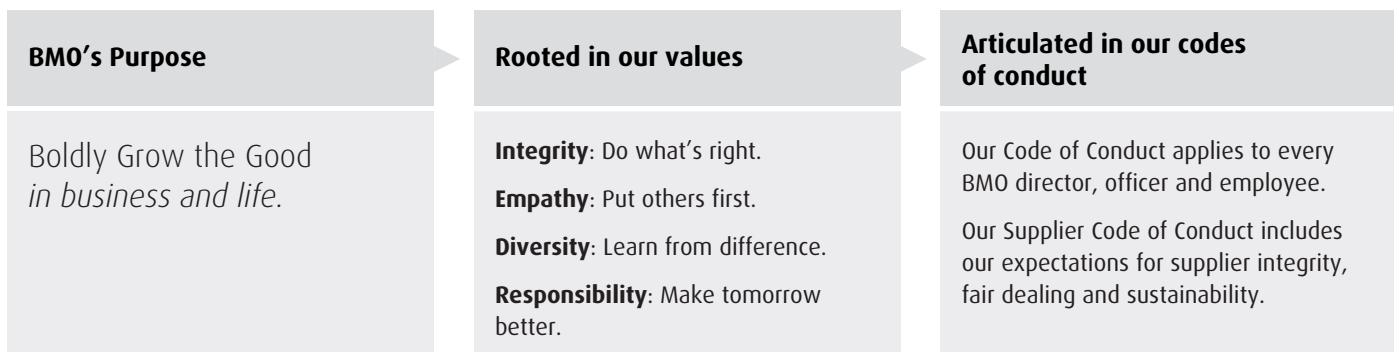 BMO's Purpose
Boldly Grow the Good
in business and life.
Rooted in our values
Integrity: Do what's right.
Empathy: Put others first.
Diversity: Learn from difference.
Responsibility: Make tomorrow
better.
Articulated in our codes
of conduct
Our Code of Conduct applies to every
BMO director, officer and employee.
Our Supplier Code of Conduct includes
our expectations for supplier integrity,
fair dealing and sustainability.